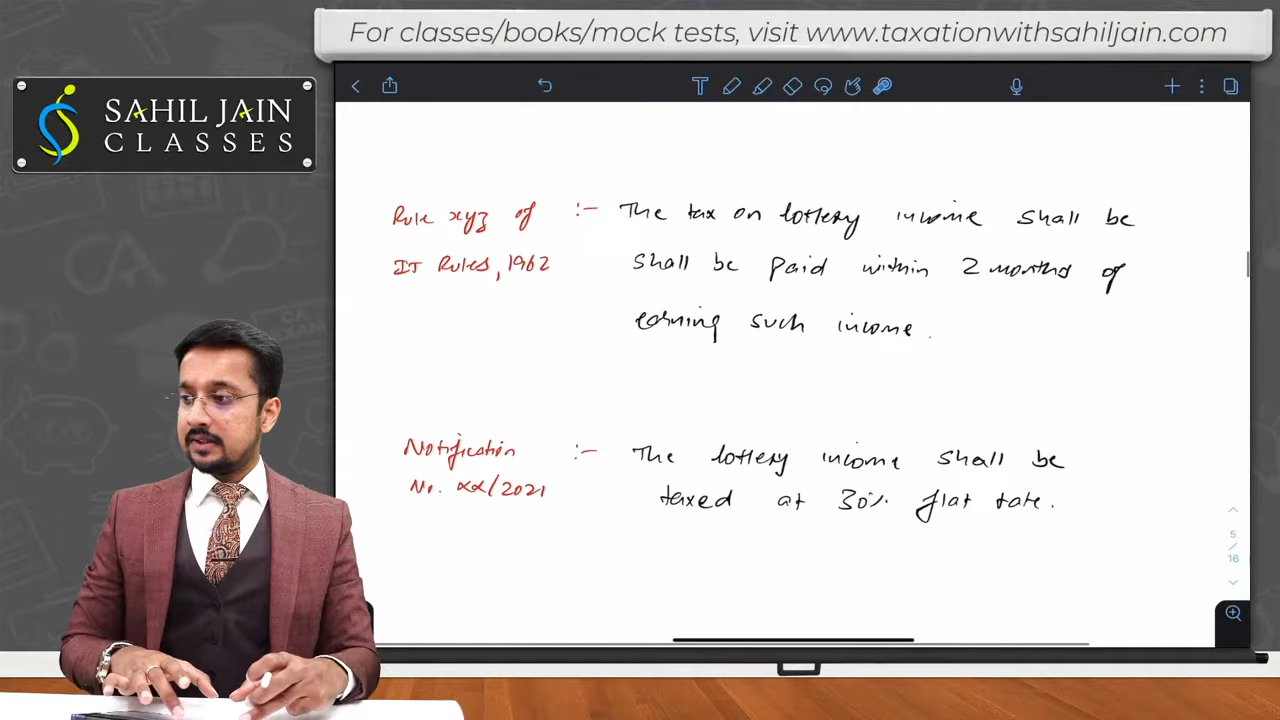 For classes/books/mock tests, visit www.taxationwithsahiljain.com
SAHIL JAIN
CLASSES
Rule xyz of :- The tax on lottery income shall be
IT Rules, 1962 shall be paid within 2 months of
earning such income.
Notification :- The lottery income shall be
No. xx/2021 taxed at 30% flat rate.
5
/
16